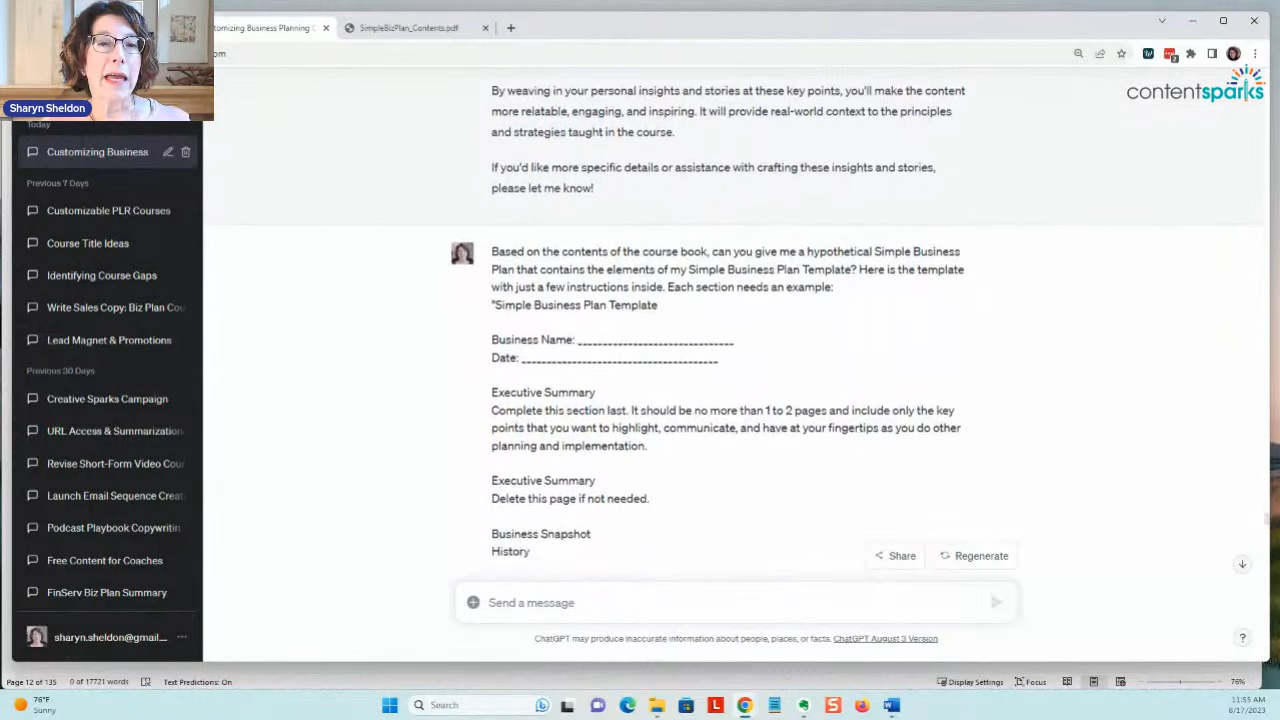 Sharyn Sheldon
ustomizing Business Planning C
SimpleBizPlan_Contents.pdf
om
contentsparks
Today
Customizing Business
Previous 7 Days
Customizable PLR Courses
Course Title Ideas
Identifying Course Gaps
Write Sales Copy: Biz Plan Cou
Lead Magnet & Promotions
Previous 30 Days
Creative Sparks Campaign
URL Access & Summarization
Revise Short-Form Video Cour
Launch Email Sequence Creat
Podcast Playbook Copywritin
Free Content for Coaches
FinServ Biz Plan Summary
sharyn.sheldon@gmail...
By weaving in your personal insights and stories at these key points, you'll make the content
more relatable, engaging, and inspiring. It will provide real-world context to the principles
and strategies taught in the course.
If you'd like more specific details or assistance with crafting these insights and stories,
please let me know!
Based on the contents of the course book, can you give me a hypothetical Simple Business
Plan that contains the elements of my Simple Business Plan Template? Here is the template
with just a few instructions inside. Each section needs an example:
"Simple Business Plan Template
Business Name: ______________________________
Date: ______________________________________
Executive Summary
Complete this section last. It should be no more than 1 to 2 pages and include only the key
points that you want to highlight, communicate, and have at your fingertips as you do other
planning and implementation.
Executive Summary
Delete this page if not needed.
Business Snapshot
History
Share
Regenerate
Send a message
ChatGPT may produce inaccurate information about people, places, or facts. ChatGPT August 3 Version
?
Page 12 of 135
0 of 17721 words
Text Predictions: On
Display Settings
Focus
76%
76°F
Sunny
Search
11:55 AM
8/17/2023